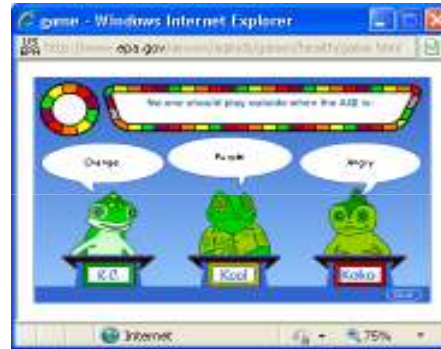 game - Windows Internet Explorer
epa.gov
No one should play outside when the AQI is:
Orange
Purple
Angry
K.C.
Kool
Koko
Internet
75%